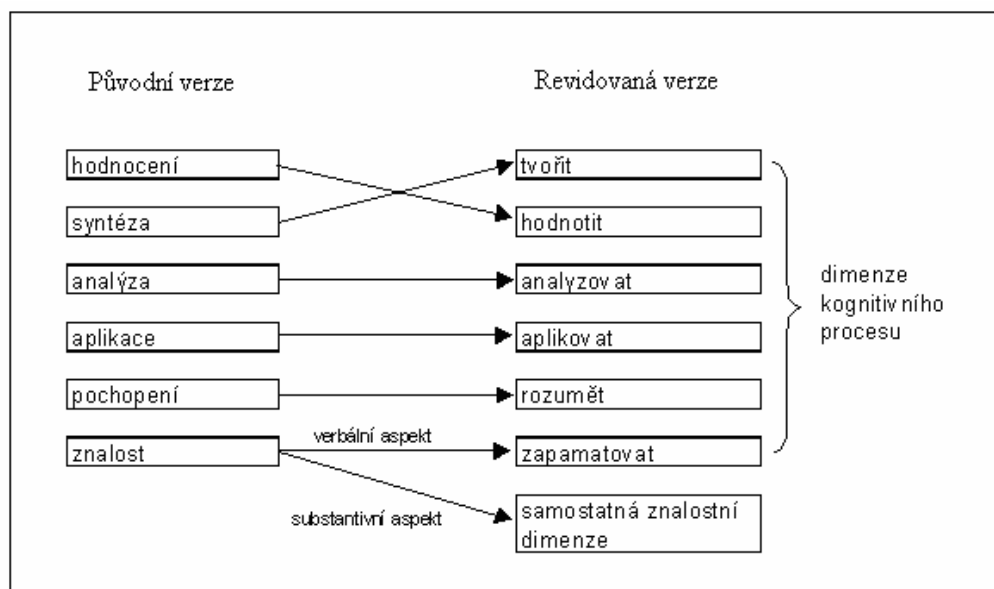 Původní verze
Revidovaná verze
hodnocení
tvořit
syntéza
hodnotit
analýza
analyzovat
dimenze
kognitivního
procesu
aplikace
aplikovat
pochopení
rozumět
verbální aspekt
znalost
zapamatovat
substantivní aspekt
samostatná znalostní
dimenze